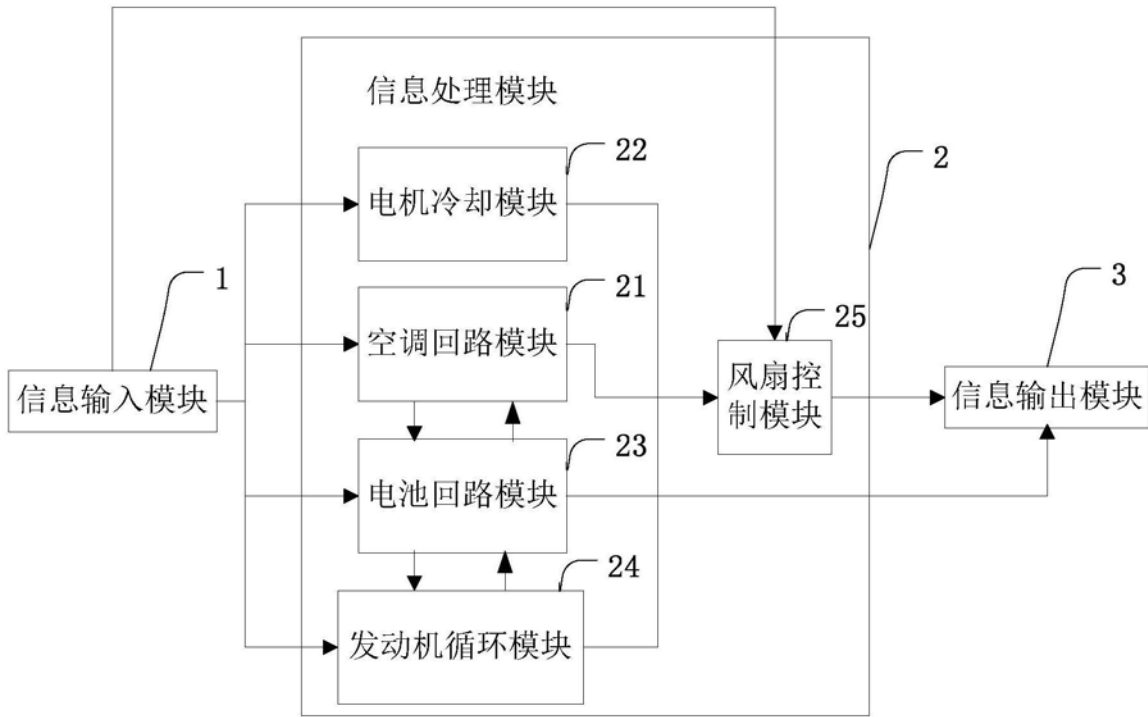 信息处理模块
22
电机冷却模块
2
1
21
3
空调回路模块
25
信息输入模块
风扇控
制模块
信息输出模块
23
电池回路模块
24
发动机循环模块